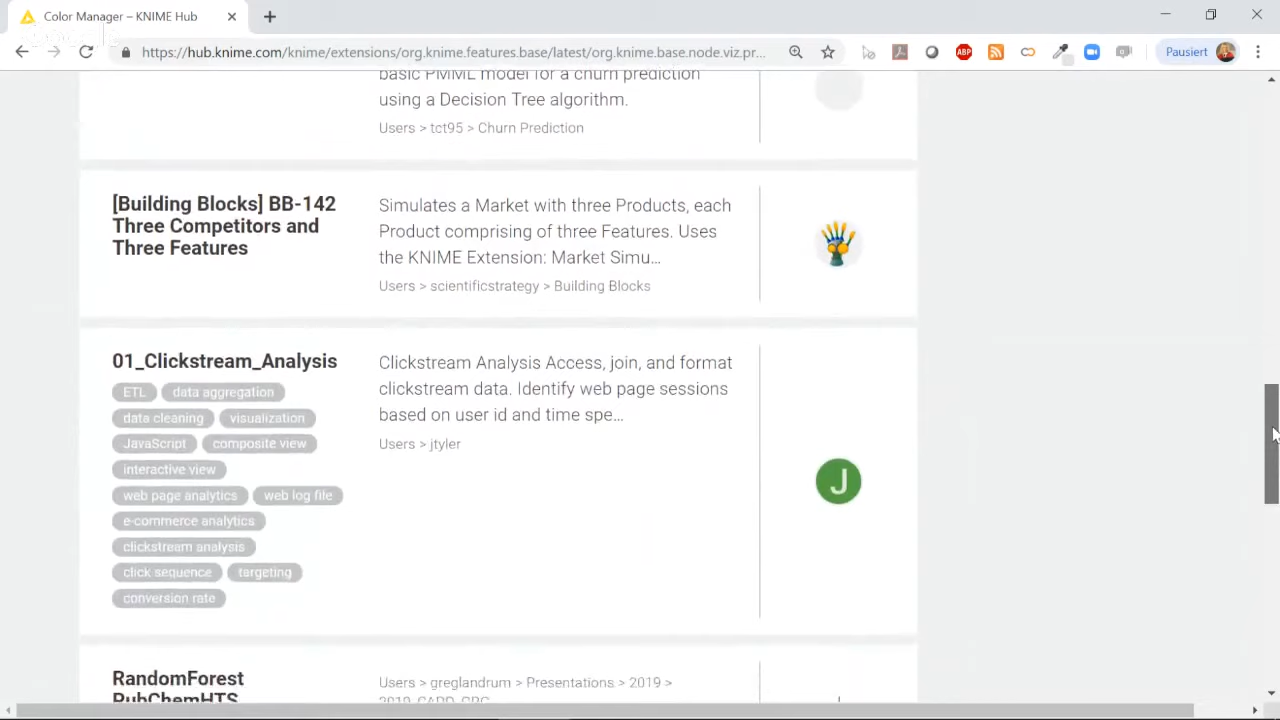 Color Manager – KNIME Hub
https://hub.knime.com/knime/extensions/org.knime.features.base/latest/org.knime.base.node.viz.pr...
ABP
Pausiert
basic PMML model for a churn prediction
using a Decision Tree algorithm.
Users > tct95 > Churn Prediction
[Building Blocks] BB-142
Three Competitors and
Three Features
Simulates a Market with three Products, each
Product comprising of three Features. Uses
the KNIME Extension: Market Simu...
Users > scientificstrategy > Building Blocks
01_Clickstream_Analysis
ETL data aggregation
data cleaning visualization
JavaScript composite view
interactive view
web page analytics web log file
e-commerce analytics
clickstream analysis
click sequence targeting
conversion rate
Clickstream Analysis Access, join, and format
clickstream data. Identify web page sessions
based on user id and time spe...
Users > jtyler
J
RandomForest
PubChemHTS
Users > greglandrum > Presentations > 2019 >